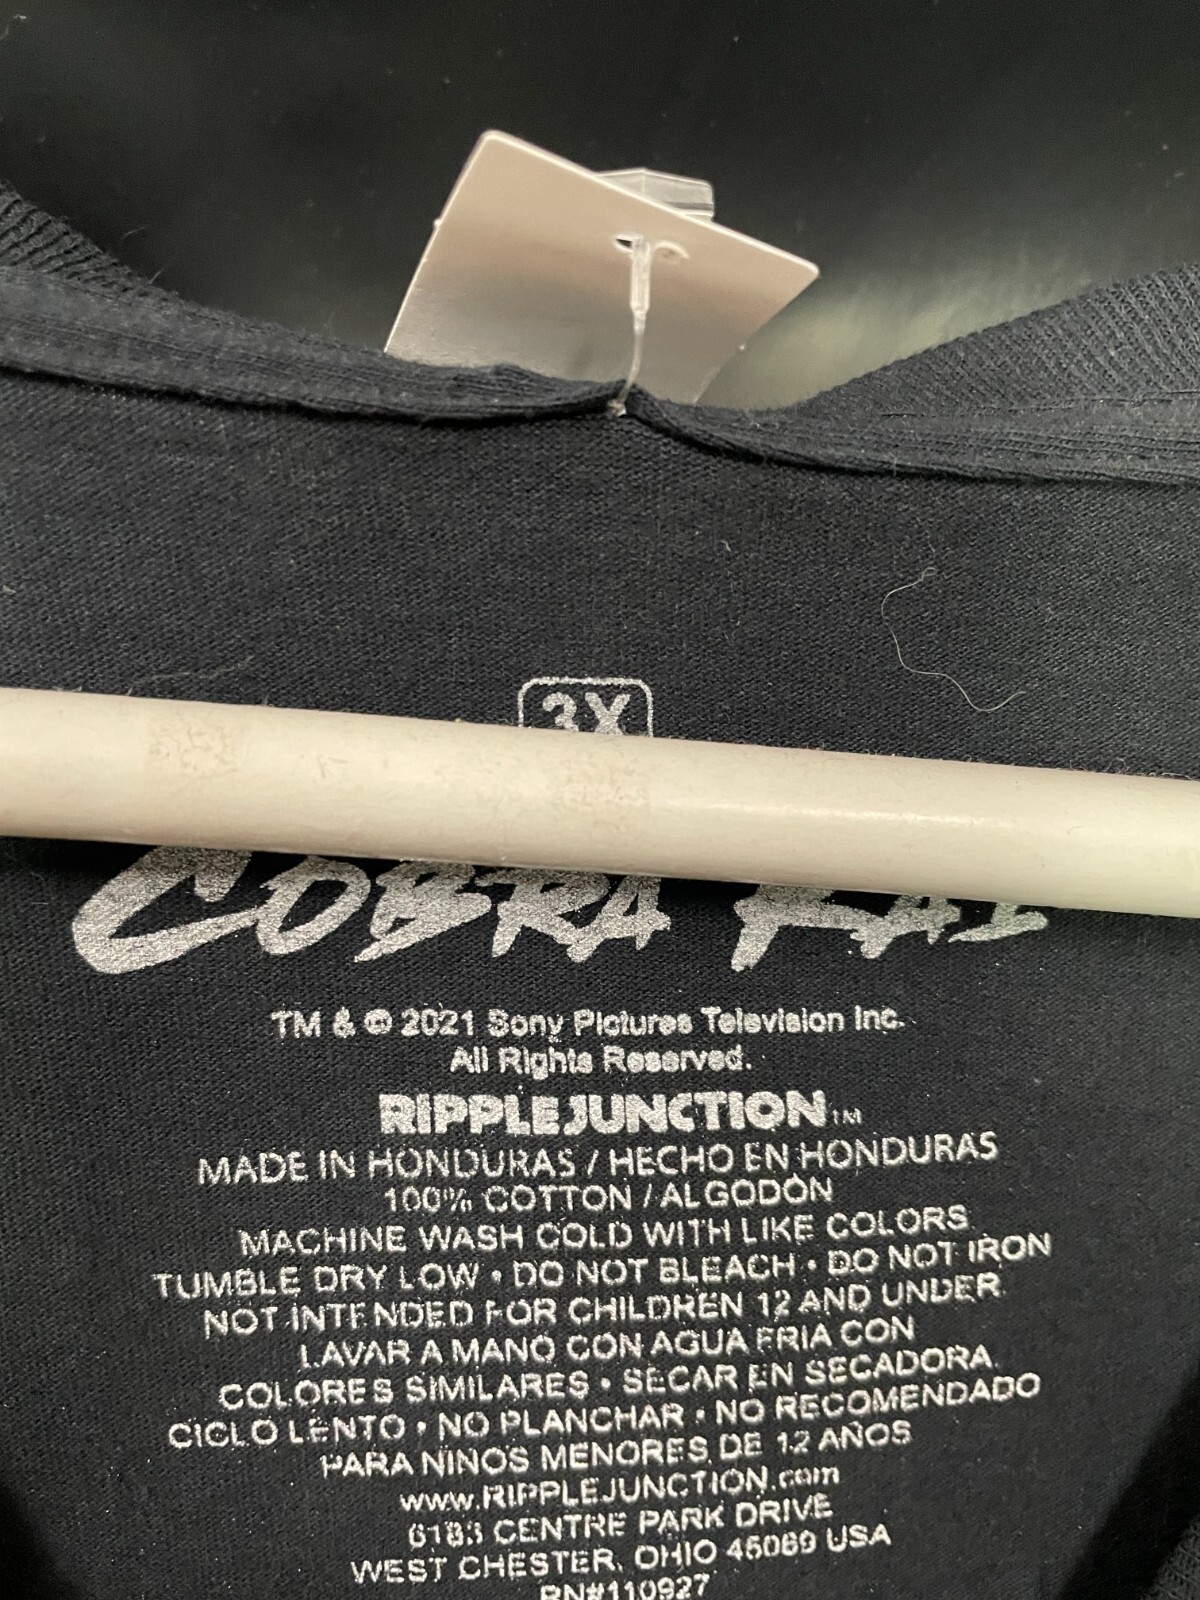 3X
COBRA KAI
TM & © 2021 Sony Pictures Television Inc.
All Rights Reserved.
RIPPLE JUNCTION TM
MADE IN HONDURAS / HECHO EN HONDURAS
100% COTTON / ALGODÓN
MACHINE WASH COLD WITH LIKE COLORS
TUMBLE DRY LOW • DO NOT BLEACH • DO NOT IRON
NOT INTENDED FOR CHILDREN 12 AND UNDER
LAVAR A MANO CON AGUA FRIA CON
COLORES SIMILARES • SECAR EN SECADORA
CICLO LENTO • NO PLANCHAR • NO RECOMENDADO
PARA NINOS MENORES DE 12 AÑOS
www.RIPPLEJUNCTION.com
6183 CENTRE PARK DRIVE
WEST CHESTER, OHIO 45069 USA
RN#110927